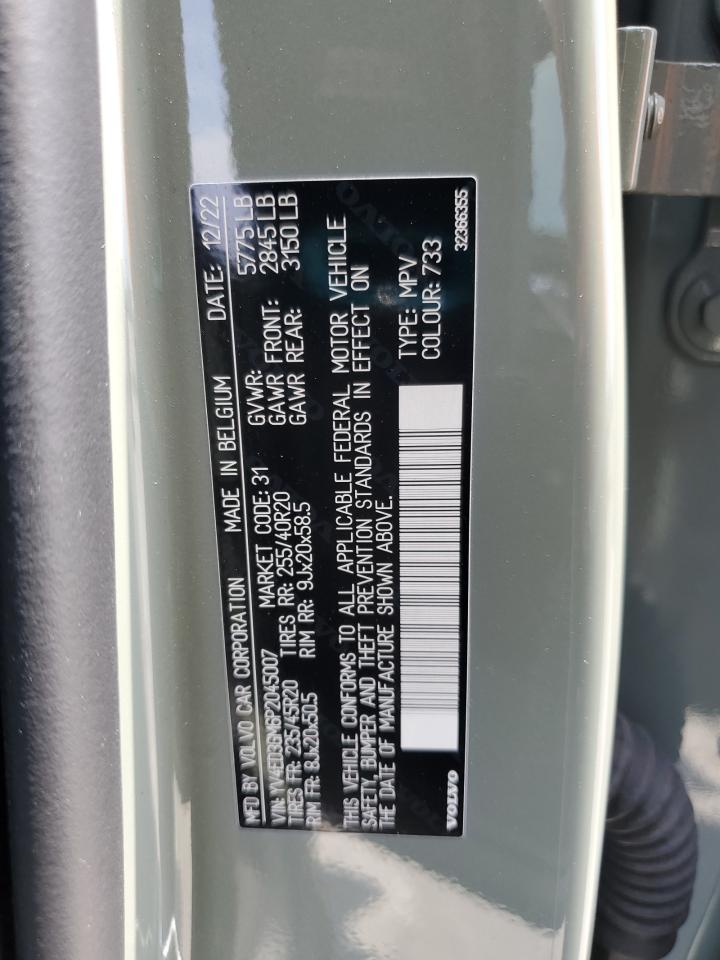 MFD BY VOLVO CAR CORPORATION MADE IN BELGIUM DATE: 12/22
VIN: YV4ED3GM6P2045007 MARKET CODE: 31 GVWR: 5775 LB
TIRES FR: 235/45R20 TIRES RR: 255/40R20 GAWR FRONT: 2845 LB
RIM FR: 8Jx20x50.5 RIM RR: 9Jx20x58.5 GAWR REAR: 3150 LB
THIS VEHICLE CONFORMS TO ALL APPLICABLE FEDERAL MOTOR VEHICLE
SAFETY, BUMPER AND THEFT PREVENTION STANDARDS IN EFFECT ON
THE DATE OF MANUFACTURE SHOWN ABOVE.
TYPE: MPV
COLOUR: 733
VOLVO 32366355